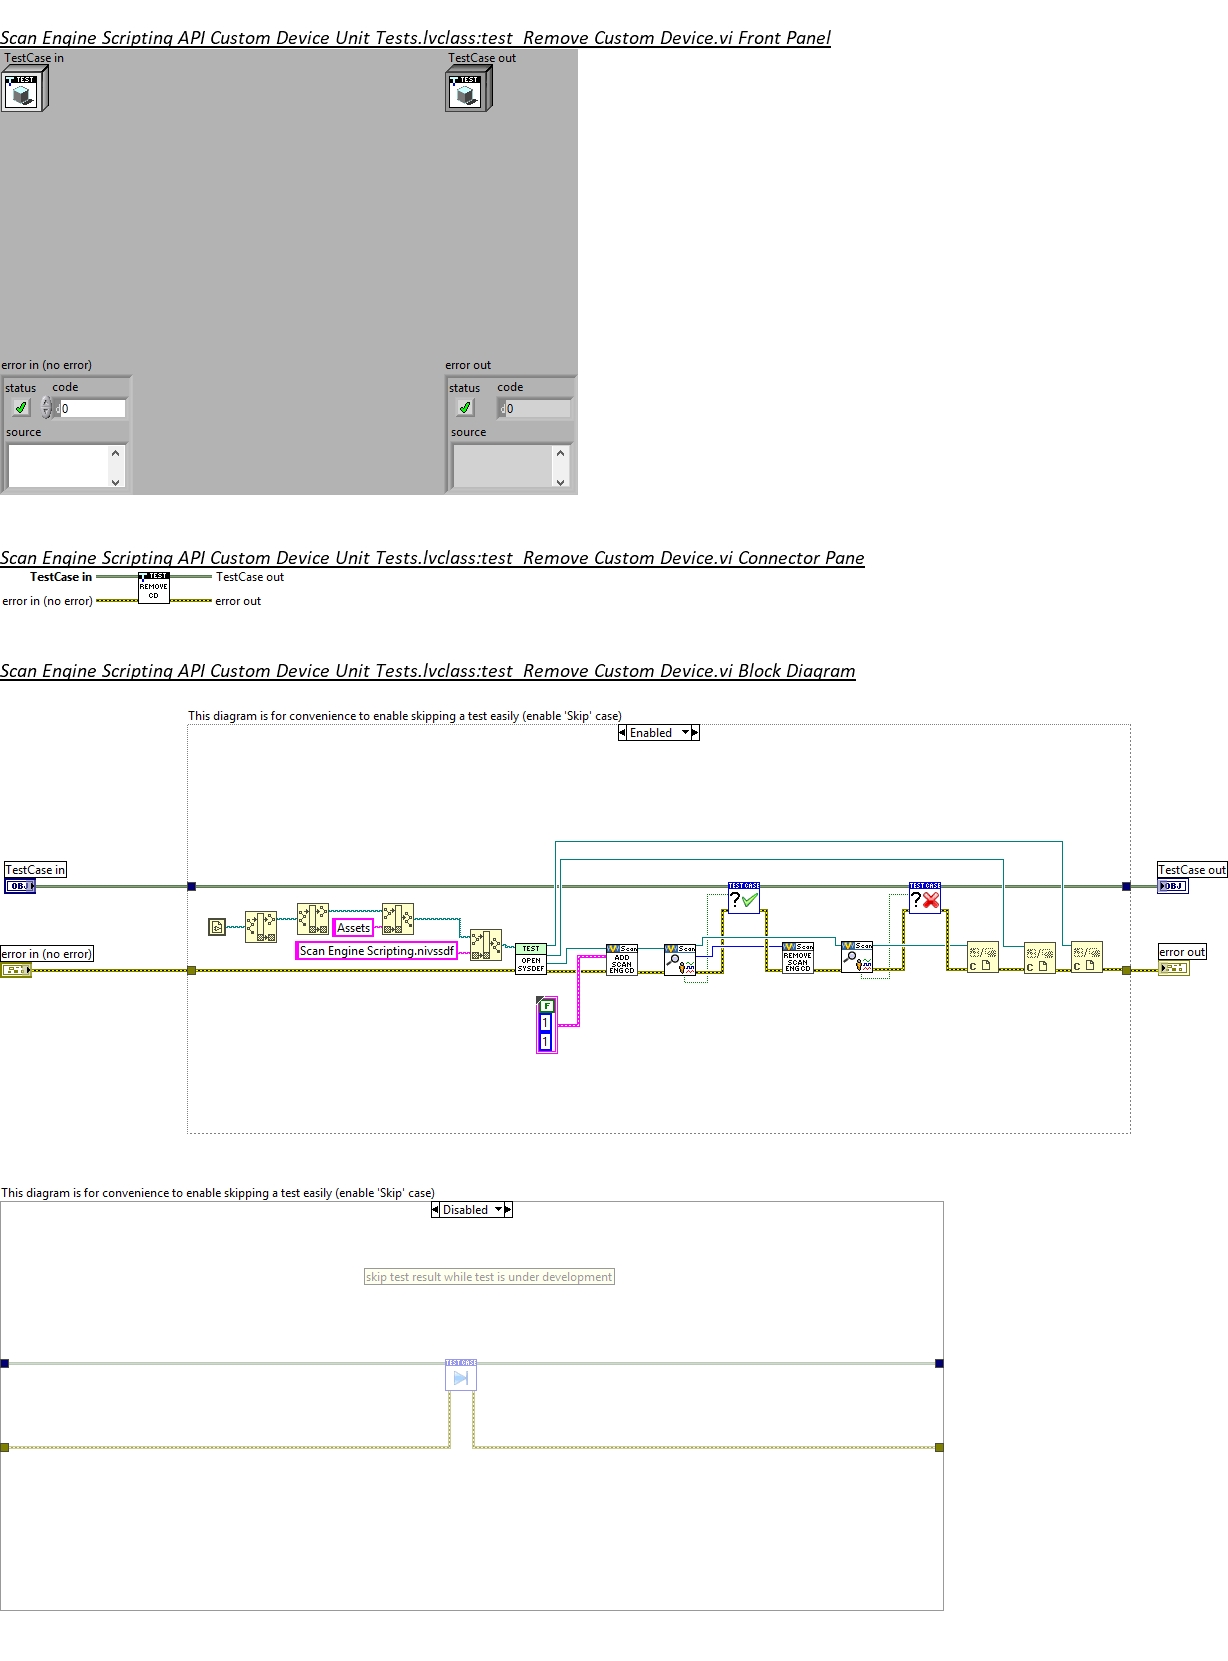 Scan Engine Scripting API Custom Device Unit Tests.lvclass:test Remove Custom Device.vi Front Panel
TestCase in
TestCase out
TEST
TEST
error in (no error)
error out
status code
status code
0
0
source
source
Scan Engine Scripting API Custom Device Unit Tests.lvclass:test Remove Custom Device.vi Connector Pane
TestCase in
TEST
REMOVE
CD
TestCase out
error in (no error)
error out
Scan Engine Scripting API Custom Device Unit Tests.lvclass:test Remove Custom Device.vi Block Diagram
This diagram is for convenience to enable skipping a test easily (enable 'Skip' case)
Enabled
TestCase in
OBJ
TestCase out
OBJ
TEST CASE
?
TEST CASE
?
Assets
Scan Engine Scripting.nivssdf
error in (no error)
error out
TEST
OPEN
SYSDEF
Scan
ADD
SCAN
ENG CD
Scan
Scan
REMOVE
SCAN
ENG CD
Scan
C
C
C
F
1
1
This diagram is for convenience to enable skipping a test easily (enable 'Skip' case)
Disabled
skip test result while test is under development
TEST CASE